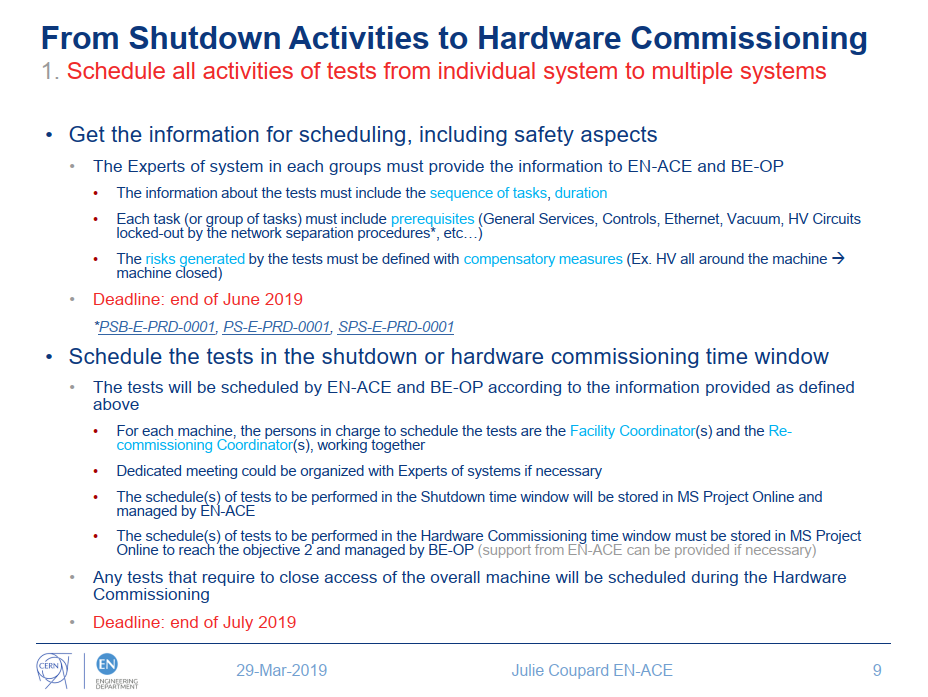 From Shutdown Activities to Hardware Commissioning
1. Schedule all activities of tests from individual system to multiple systems
• Get the information for scheduling, including safety aspects
• The Experts of system in each groups must provide the information to EN-ACE and BE-OP
• The information about the tests must include the sequence of tasks, duration
• Each task (or group of tasks) must include prerequisites (General Services, Controls, Ethernet, Vacuum, HV Circuits
locked-out by the network separation procedures*, etc…)
• The risks generated by the tests must be defined with compensatory measures (Ex. HV all around the machine →
machine closed)
• Deadline: end of June 2019
*PSB-E-PRD-0001, PS-E-PRD-0001, SPS-E-PRD-0001
• Schedule the tests in the shutdown or hardware commissioning time window
• The tests will be scheduled by EN-ACE and BE-OP according to the information provided as defined
above
• For each machine, the persons in charge to schedule the tests are the Facility Coordinator(s) and the Re-
commissioning Coordinator(s), working together
• Dedicated meeting could be organized with Experts of systems if necessary
• The schedule(s) of tests to be performed in the Shutdown time window will be stored in MS Project Online and
managed by EN-ACE
• The schedule(s) of tests to be performed in the Hardware Commissioning time window must be stored in MS Project
Online to reach the objective 2 and managed by BE-OP (support from EN-ACE can be provided if necessary)
• Any tests that require to close access of the overall machine will be scheduled during the Hardware
Commissioning
• Deadline: end of July 2019
CERN
EN
ENGINEERING
DEPARTMENT
29-Mar-2019
Julie Coupard EN-ACE
9